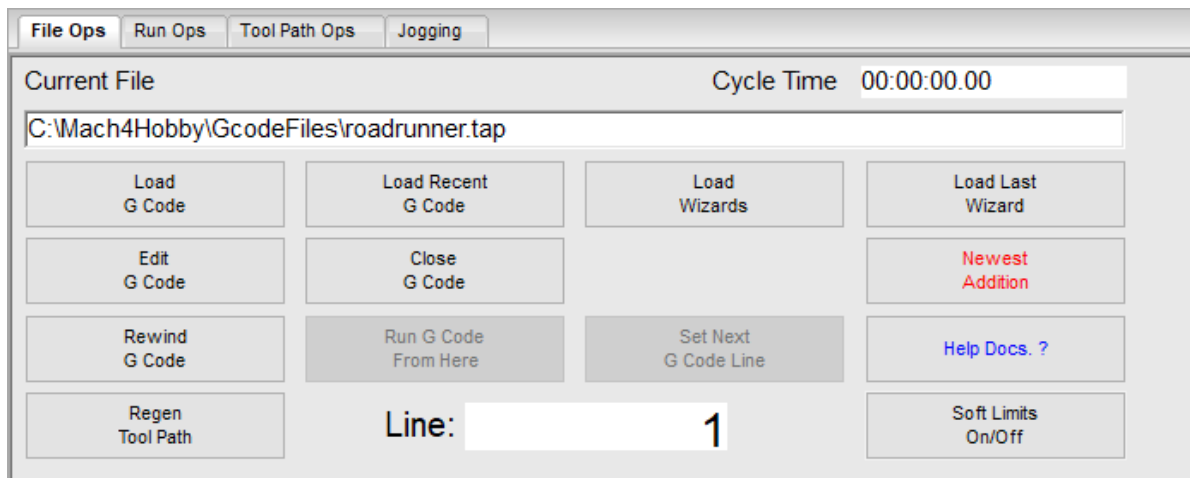 File Ops Run Ops Tool Path Ops Jogging
Current File Cycle Time 00:00:00.00
C:\Mach4Hobby\GcodeFiles\roadrunner.tap
Load
G Code
Load Recent
G Code
Load
Wizards
Load Last
Wizard
Edit
G Code
Close
G Code
Newest
Addition
Rewind
G Code
Run G Code
From Here
Set Next
G Code Line
Help Docs. ?
Regen
Tool Path
Line: 1
Soft Limits
On/Off